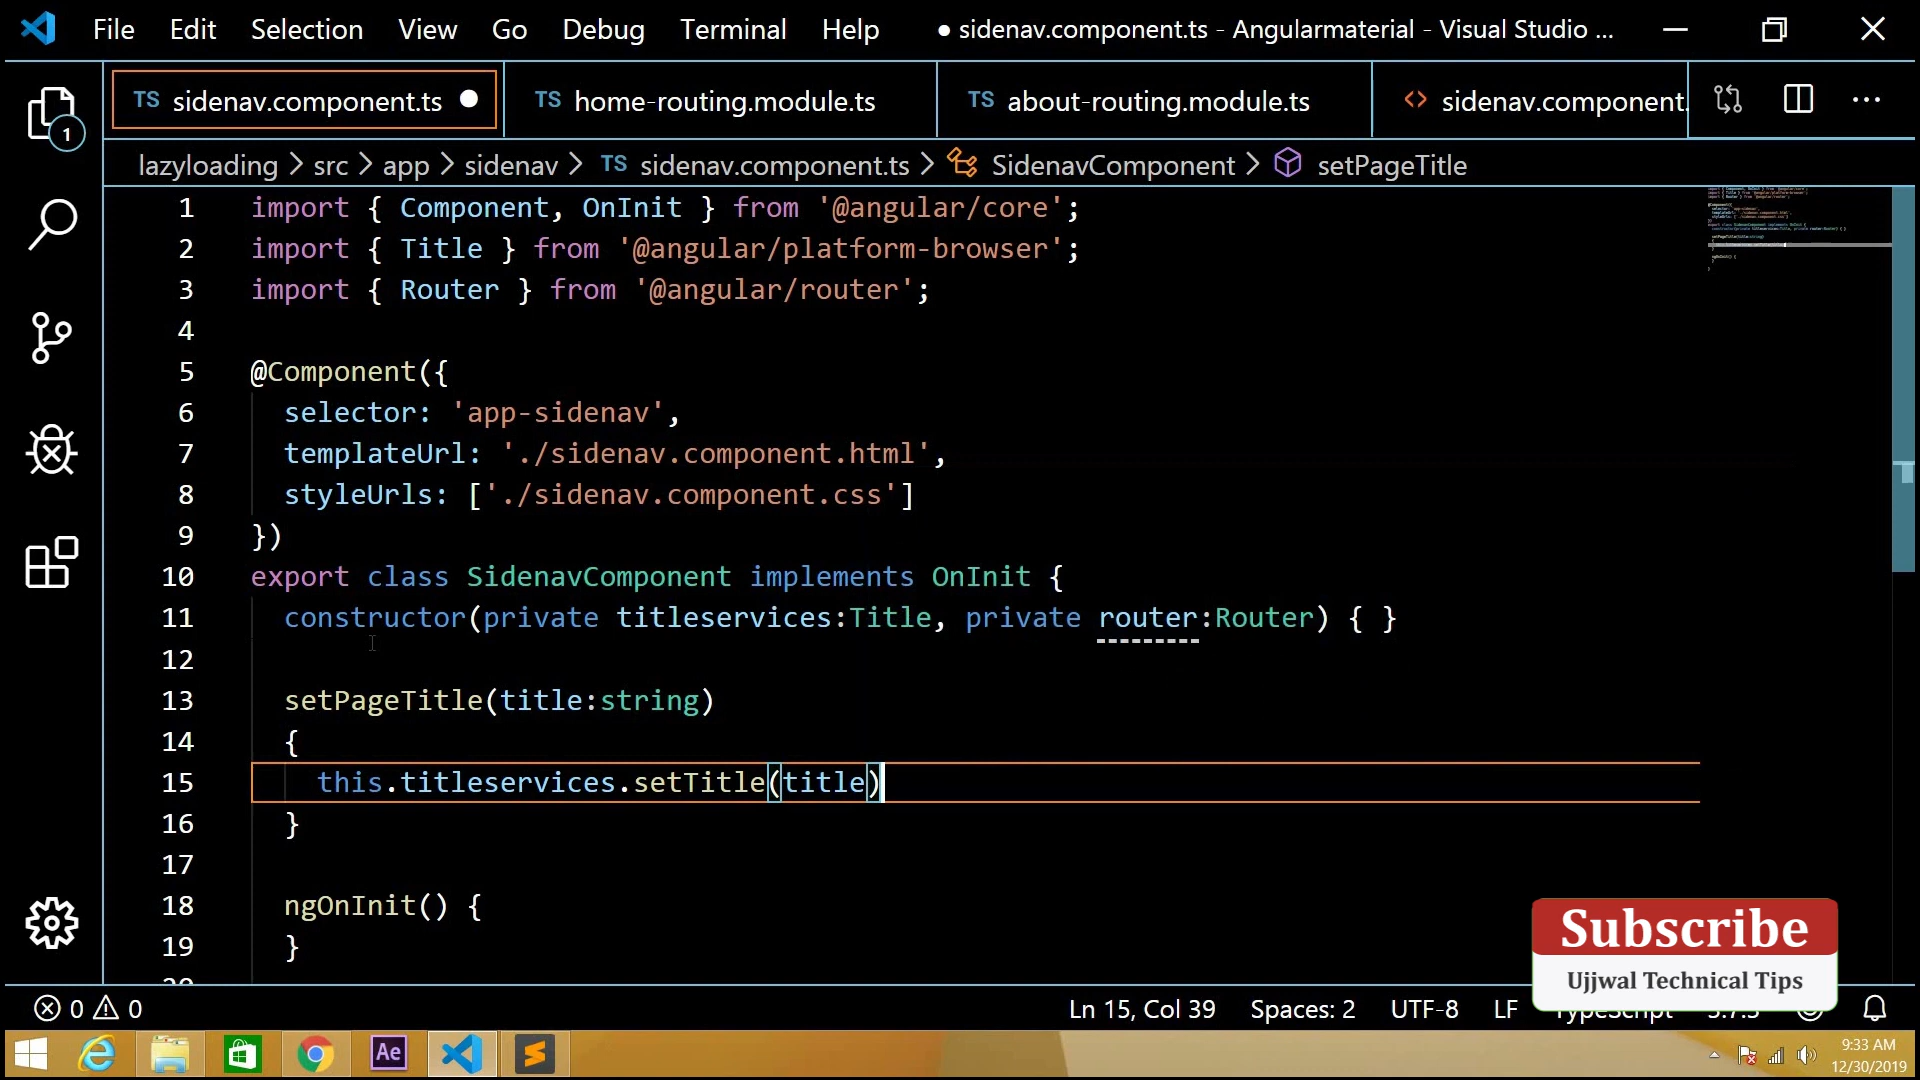 File Edit Selection View Go Debug Terminal Help ● sidenav.component.ts - Angularmaterial - Visual Studio ...
TS sidenav.component.ts ● TS home-routing.module.ts TS about-routing.module.ts <> sidenav.component. ...
1
lazyloading > src > app > sidenav > TS sidenav.component.ts > SidenavComponent > setPageTitle
1 import { Component, OnInit } from '@angular/core';
2 import { Title } from '@angular/platform-browser';
3 import { Router } from '@angular/router';
4
5 @Component({
6 selector: 'app-sidenav',
7 templateUrl: './sidenav.component.html',
8 styleUrls: ['./sidenav.component.css']
9 })
10 export class SidenavComponent implements OnInit {
11 constructor(private titleservices:Title, private router:Router) { }
12
13 setPageTitle(title:string)
14 {
15 this.titleservices.setTitle(title)
16 }
17
18 ngOnInit() {
19 }
Subscribe
Ujjwal Technical Tips
0 0 Ln 15, Col 39 Spaces: 2 UTF-8 LF TypeScript
Ae
9:33 AM
12/30/2019